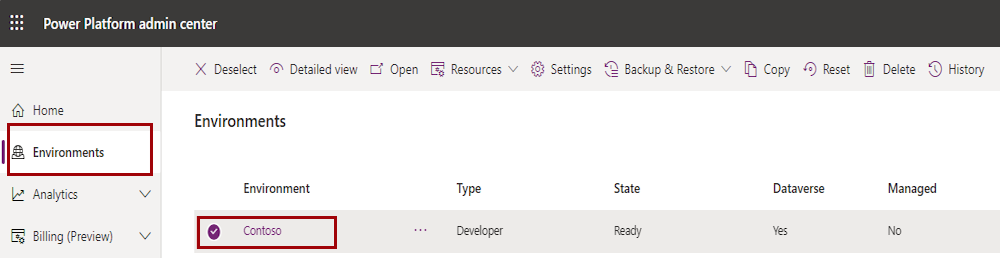 Power Platform admin center
Deselect Detailed view Open Resources Settings Backup & Restore Copy Reset Delete History
Home
Environments
Environments
Analytics
Billing (Preview)
Environment Type State Dataverse Managed
Contoso ... Developer Ready Yes No